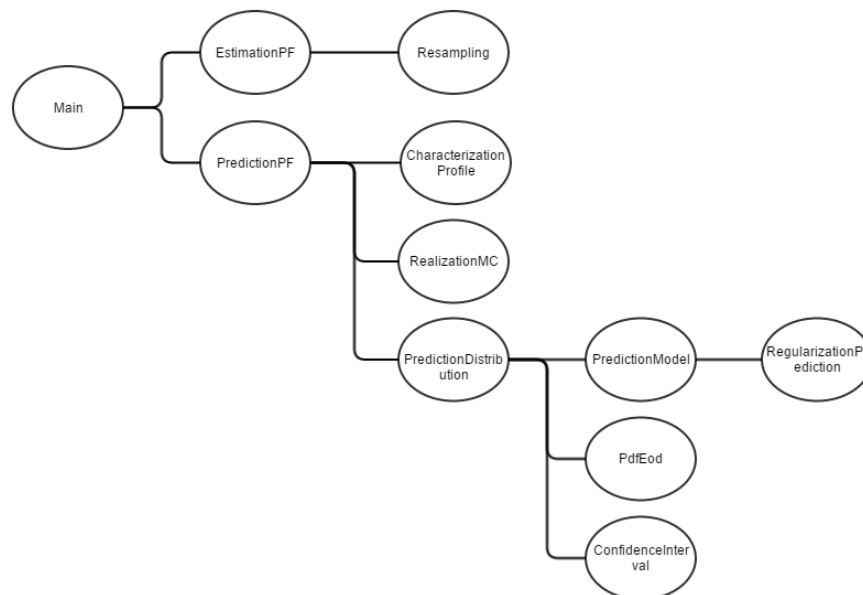 EstimationPF
Resampling
Main
PredictionPF
Characterization
Profile
RealizationMC
PredictionDistrib
ution
PredictionModel
RegularizationPr
ediction
PdfEod
ConfidenceInter
val